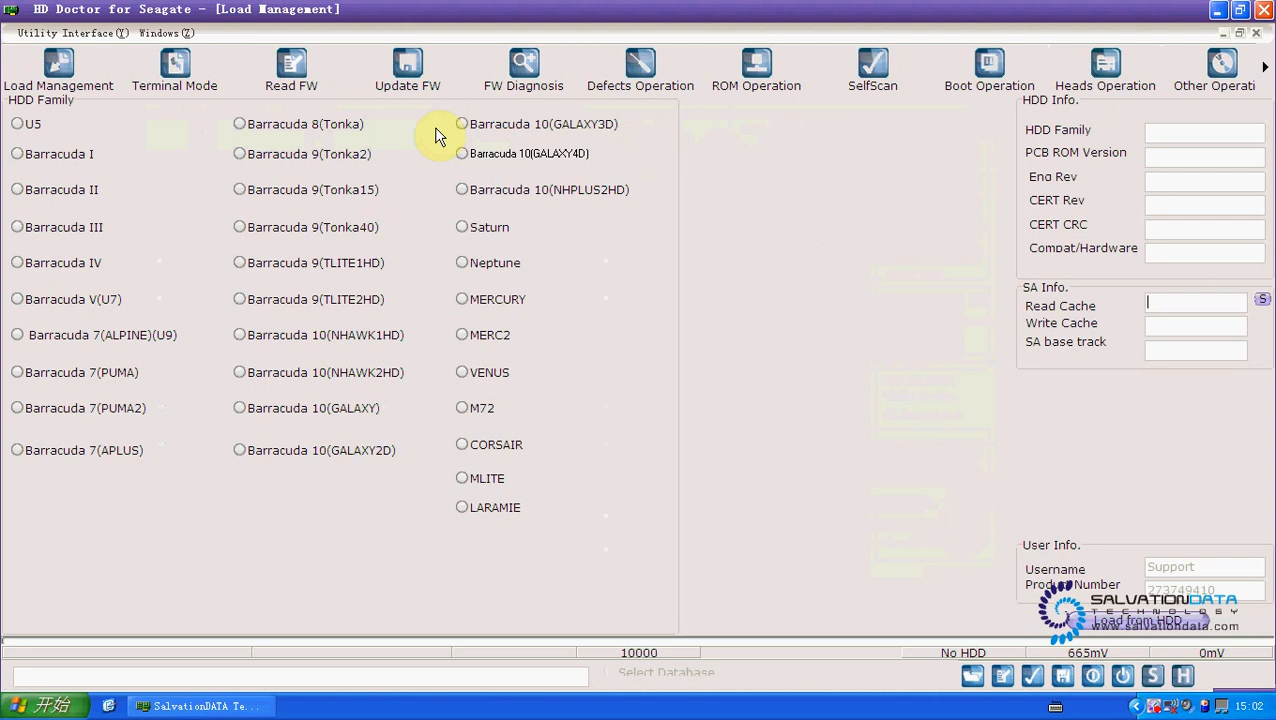 HD Doctor for Seagate - [Load Management]
Utility Interface(Y) Windows(Z)
Load Management Terminal Mode Read FW Update FW FW Diagnosis Defects Operation ROM Operation SelfScan Boot Operation Heads Operation Other Operati
HDD Family
U5
Barracuda I
Barracuda II
Barracuda III
Barracuda IV
Barracuda V(U7)
Barracuda 7(ALPINE)(U9)
Barracuda 7(PUMA)
Barracuda 7(PUMA2)
Barracuda 7(APLUS)
Barracuda 8(Tonka)
Barracuda 9(Tonka2)
Barracuda 9(Tonka15)
Barracuda 9(Tonka40)
Barracuda 9(TLITE1HD)
Barracuda 9(TLITE2HD)
Barracuda 10(NHAWK1HD)
Barracuda 10(NHAWK2HD)
Barracuda 10(GALAXY)
Barracuda 10(GALAXY2D)
Barracuda 10(GALAXY3D)
Barracuda 10(GALAXY4D)
Barracuda 10(NHPLUS2HD)
Saturn
Neptune
MERCURY
MERC2
VENUS
M72
CORSAIR
MLITE
LARAMIE
HDD Info.
HDD Family
PCB ROM Version
Eng Rev
CERT Rev
CERT CRC
Compat/Hardware
SA Info.
Read Cache S
Write Cache
SA base track
User Info.
Username Support
Product Number 273749410
SALVATIONDATA
TECHNOLOGY
Load from HDD
www.salvationdata.com
10000 No HDD 665mV 0mV
Select Database
S H
开始 SalvationDATA Te... 15:02